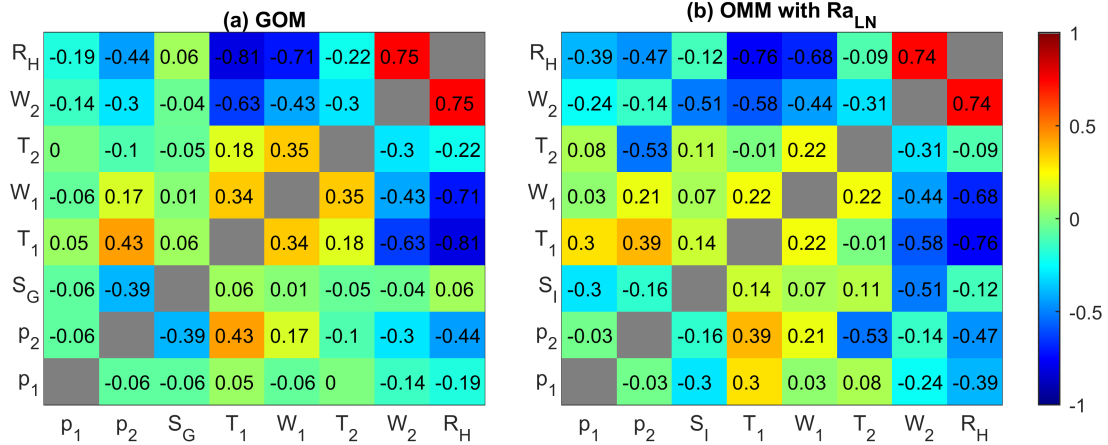 (a) GOM
R_H -0.19 -0.44 0.06 -0.81 -0.71 -0.22 0.75
W_2 -0.14 -0.3 -0.04 -0.63 -0.43 -0.3 0.75
T_2 0 -0.1 -0.05 0.18 0.35 -0.3 -0.22
W_1 -0.06 0.17 0.01 0.34 0.35 -0.43 -0.71
T_1 0.05 0.43 0.06 0.34 0.18 -0.63 -0.81
S_G -0.06 -0.39 0.06 0.01 -0.05 -0.04 0.06
p_2 -0.06 -0.39 0.43 0.17 -0.1 -0.3 -0.44
p_1 -0.06 -0.06 0.05 -0.06 0 -0.14 -0.19
p_1 p_2 S_G T_1 W_1 T_2 W_2 R_H
(b) OMM with Ra_LN
R_H -0.39 -0.47 -0.12 -0.76 -0.68 -0.09 0.74
W_2 -0.24 -0.14 -0.51 -0.58 -0.44 -0.31 0.74
T_2 0.08 -0.53 0.11 -0.01 0.22 -0.31 -0.09
W_1 0.03 0.21 0.07 0.22 0.22 -0.44 -0.68
T_1 0.3 0.39 0.14 0.22 -0.01 -0.58 -0.76
S_I -0.3 -0.16 0.14 0.07 0.11 -0.51 -0.12
p_2 -0.03 -0.16 0.39 0.21 -0.53 -0.14 -0.47
p_1 -0.03 -0.3 0.3 0.03 0.08 -0.24 -0.39
p_1 p_2 S_I T_1 W_1 T_2 W_2 R_H
1
0.5
0
-0.5
-1